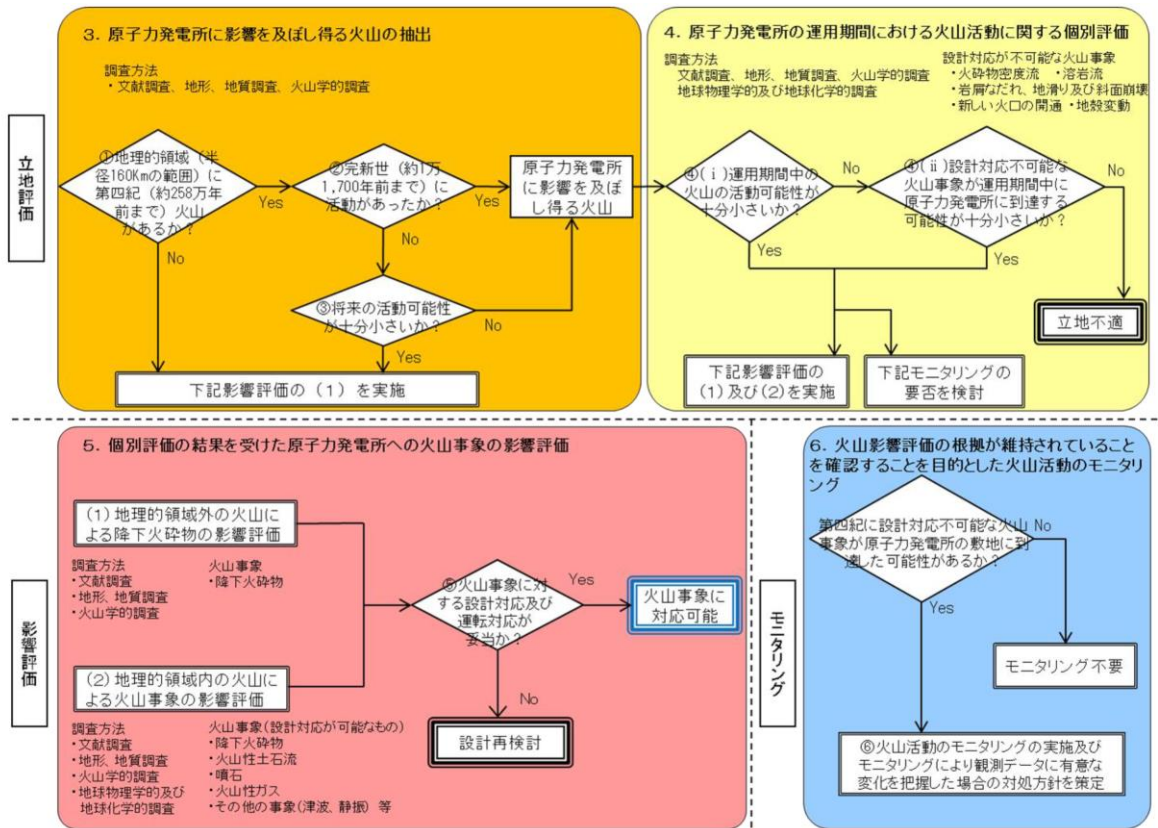 3. 原子力発電所に影響を及ぼし得る火山の抽出
調査方法
・文献調査、地形、地質調査、火山学的調査
立地評価
①地理的領域（半
径160Kmの範囲）に
第四紀（約258万年
前まで）火山
があるか？
Yes
No
②完新世（約1万
1,700年前まで）に
活動があったか？
Yes
No
原子力発電所
に影響を及ぼ
し得る火山
③将来の活動可能性
が十分小さいか？
No
Yes
下記影響評価の（1）を実施
4. 原子力発電所の運用期間における火山活動に関する個別評価
調査方法
文献調査、地形、地質調査、火山学的調査
地球物理学的及び地球化学的調査
設計対応が不可能な火山事象
・火砕物密度流 ・溶岩流
・岩屑なだれ、地滑り及び斜面崩壊
・新しい火口の開通 ・地殻変動
④(ⅰ)運用期間中の
火山の活動可能性が
十分小さいか？
No
Yes
④(ⅱ)設計対応不可能な
火山事象が運用期間中に
原子力発電所に到達する
可能性が十分小さいか？
No
Yes
立地不適
下記影響評価の
(1)及び(2)を実施
下記モニタリングの
要否を検討
5. 個別評価の結果を受けた原子力発電所への火山事象の影響評価
影響評価
(1)地理的領域外の火山に
よる降下火砕物の影響評価
調査方法
・文献調査
・地形、地質調査
・火山学的調査
火山事象
・降下火砕物
⑤火山事象に対
する設計対応及び
運転対応が
妥当か？
Yes
火山事象に
対応可能
No
設計再検討
(2)地理的領域内の火山に
よる火山事象の影響評価
調査方法
・文献調査
・地形、地質調査
・火山学的調査
・地球物理学的及び
地球化学的調査
火山事象(設計対応が可能なもの)
・降下火砕物
・火山性土石流
・噴石
・火山性ガス
・その他の事象(津波、静振) 等
モニタリング
6. 火山影響評価の根拠が維持されていること
を確認することを目的とした火山活動のモニタリ
ング
第四紀に設計対応不可能な火山
事象が原子力発電所の敷地に到
達した可能性があるか？
No
Yes
モニタリング不要
⑥火山活動のモニタリングの実施及び
モニタリングにより観測データに有意な
変化を把握した場合の対処方針を策定